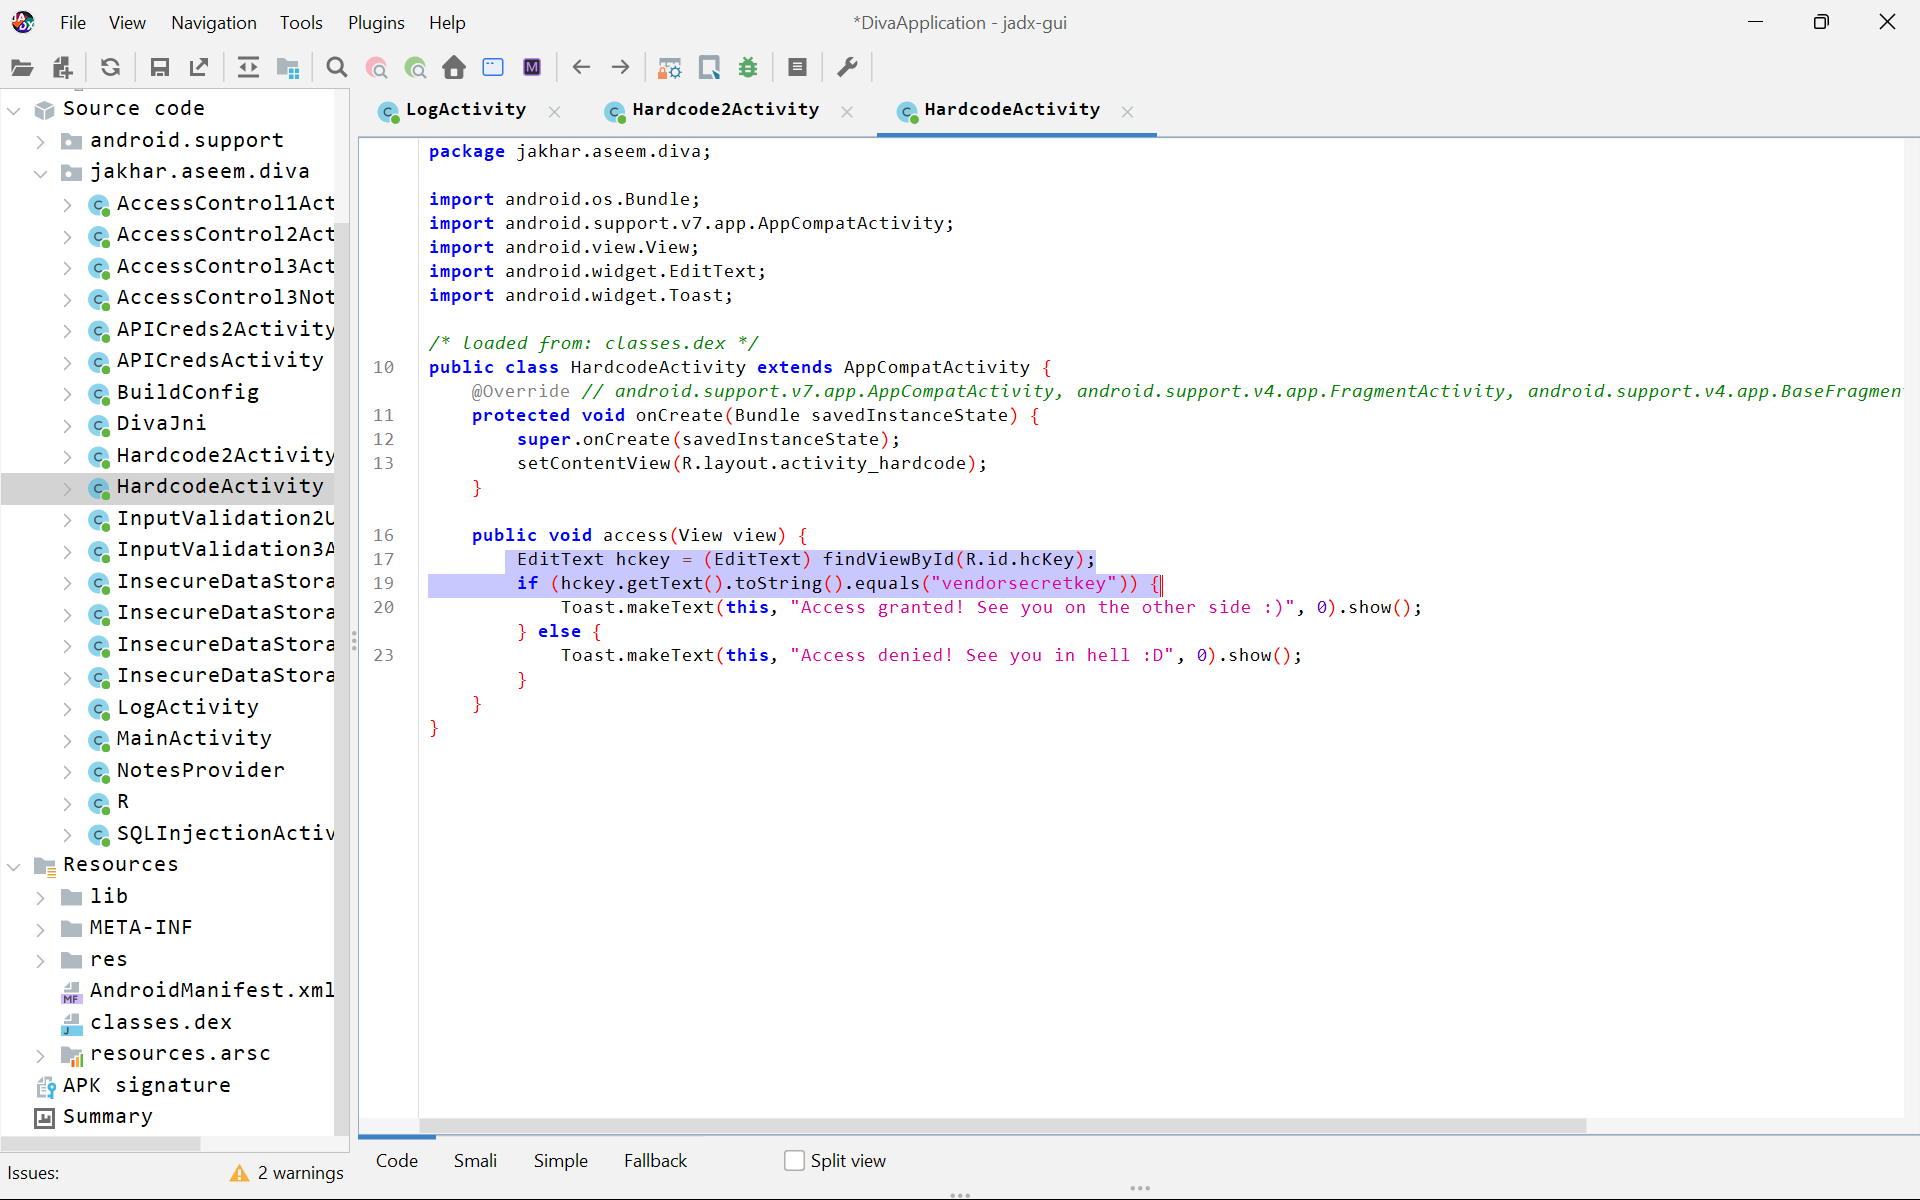 File View Navigation Tools Plugins Help
*DivaApplication - jadx-gui
Source code
android.support
jakhar.aseem.diva
AccessControl1Act
AccessControl2Act
AccessControl3Act
AccessControl3Not
APICreds2Activity
APICredsActivity
BuildConfig
DivaJni
Hardcode2Activity
HardcodeActivity
InputValidation2U
InputValidation3A
InsecureDataStora
InsecureDataStora
InsecureDataStora
InsecureDataStora
LogActivity
MainActivity
NotesProvider
R
SQLInjectionActiv
Resources
lib
META-INF
res
AndroidManifest.xml
classes.dex
resources.arsc
APK signature
Summary
Issues: 2 warnings
LogActivity Hardcode2Activity HardcodeActivity
package jakhar.aseem.diva;
import android.os.Bundle;
import android.support.v7.app.AppCompatActivity;
import android.view.View;
import android.widget.EditText;
import android.widget.Toast;
/* loaded from: classes.dex */
10 public class HardcodeActivity extends AppCompatActivity {
@Override // android.support.v7.app.AppCompatActivity, android.support.v4.app.FragmentActivity, android.support.v4.app.BaseFragmen
11 protected void onCreate(Bundle savedInstanceState) {
12 super.onCreate(savedInstanceState);
13 setContentView(R.layout.activity_hardcode);
}
16 public void access(View view) {
17 EditText hckey = (EditText) findViewById(R.id.hcKey);
19 if (hckey.getText().toString().equals("vendorsecretkey")) {
20 Toast.makeText(this, "Access granted! See you on the other side :)", 0).show();
} else {
23 Toast.makeText(this, "Access denied! See you in hell :D", 0).show();
}
}
}
Code Smali Simple Fallback Split view